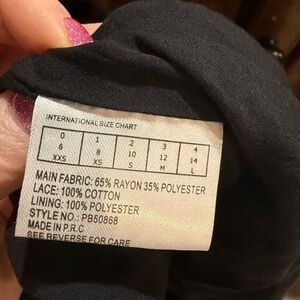 INTERNATIONAL SIZE CHART
0 1 2 3 4
6 8 10 12 14
XXS XS S M L
MAIN FABRIC: 65% RAYON 35% POLYESTER
LACE: 100% COTTON
LINING: 100% POLYESTER
STYLE NO.: PB50868
MADE IN P.R.C
SEE REVERSE FOR CARE